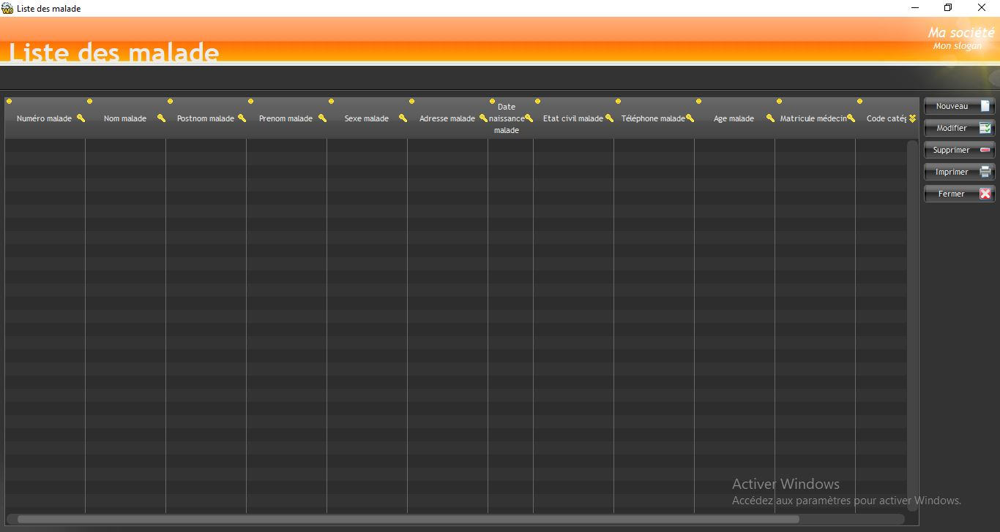 Liste des malade
Ma société
Mon slogan
Liste des malade
Numéro malade
Nom malade
Postnom malade
Prenom malade
Sexe malade
Adresse malade
Date
naissance
malade
Etat civil malade
Téléphone malade
Age malade
Matricule médecin
Code caté
Nouveau
Modifier
Supprimer
Imprimer
Fermer
Activer Windows
Accédez aux paramètres pour activer Windows.